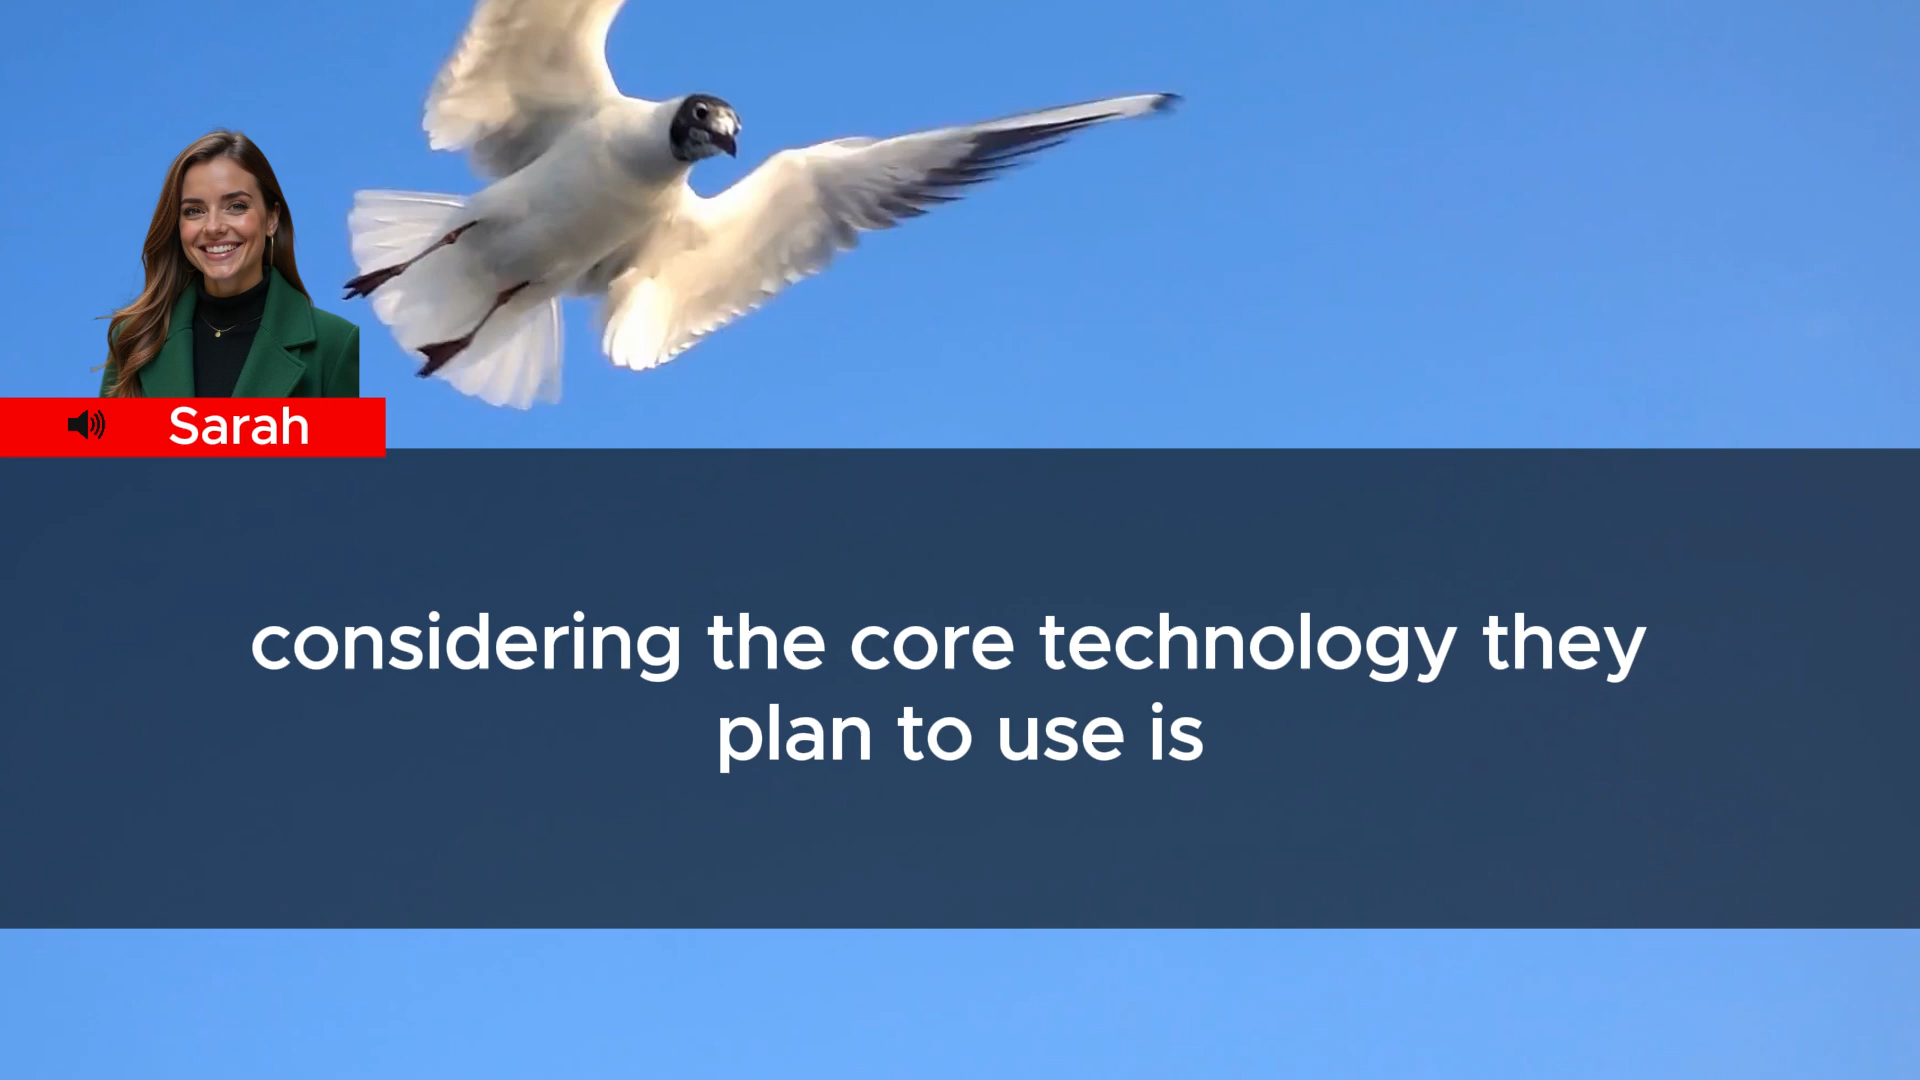 Sarah
considering the core technology they
plan to use is